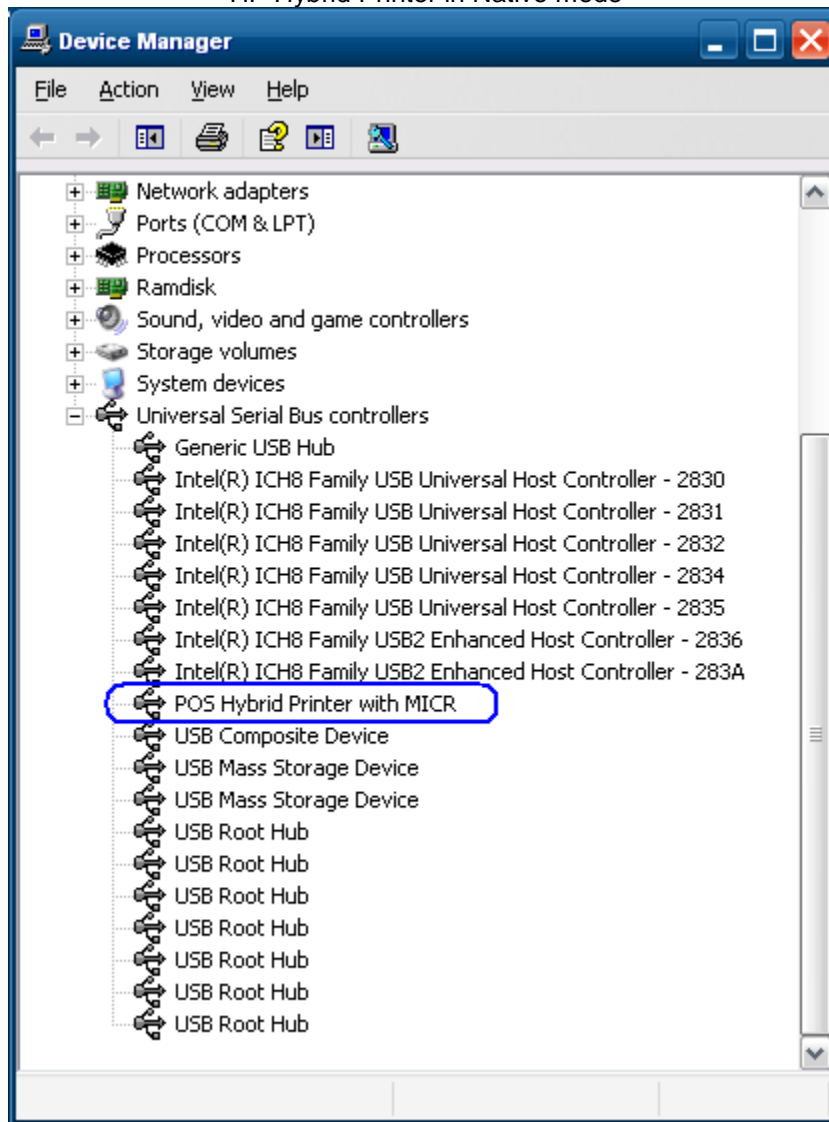 Hybrid Printer in Native mode
Device Manager
File Action View Help
Network adapters
Ports (COM & LPT)
Processors
Ramdisk
Sound, video and game controllers
Storage volumes
System devices
Universal Serial Bus controllers
Generic USB Hub
Intel(R) ICH8 Family USB Universal Host Controller - 2830
Intel(R) ICH8 Family USB Universal Host Controller - 2831
Intel(R) ICH8 Family USB Universal Host Controller - 2832
Intel(R) ICH8 Family USB Universal Host Controller - 2834
Intel(R) ICH8 Family USB Universal Host Controller - 2835
Intel(R) ICH8 Family USB2 Enhanced Host Controller - 2836
Intel(R) ICH8 Family USB2 Enhanced Host Controller - 283A
POS Hybrid Printer with MICR
USB Composite Device
USB Mass Storage Device
USB Mass Storage Device
USB Root Hub
USB Root Hub
USB Root Hub
USB Root Hub
USB Root Hub
USB Root Hub
USB Root Hub